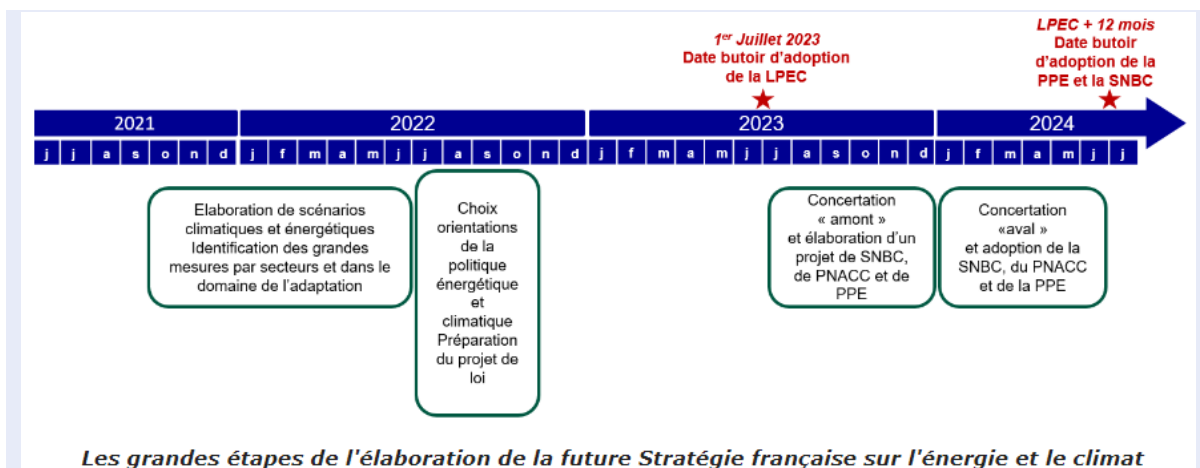 1er Juillet 2023
Date butoir d'adoption
de la LPEC
LPEC + 12 mois
Date butoir
d'adoption de la
PPE et la SNBC
2021 2022 2023 2024
j j a s o n d j f m a m j j a s o n d j f m a m j j a s o n d j f m a m j j
Elaboration de scénarios
climatiques et énergétiques
Identification des grandes
mesures par secteurs et dans le
domaine de l'adaptation
Choix
orientations
de la
politique
énergétique
et
climatique
Préparation
du projet de
loi
Concertation
« amont »
et élaboration d'un
projet de SNBC,
de PNACC et de
PPE
Concertation
«aval »
et adoption de la
SNBC, du PNACC
et de la PPE
Les grandes étapes de l'élaboration de la future Stratégie française sur l'énergie et le climat